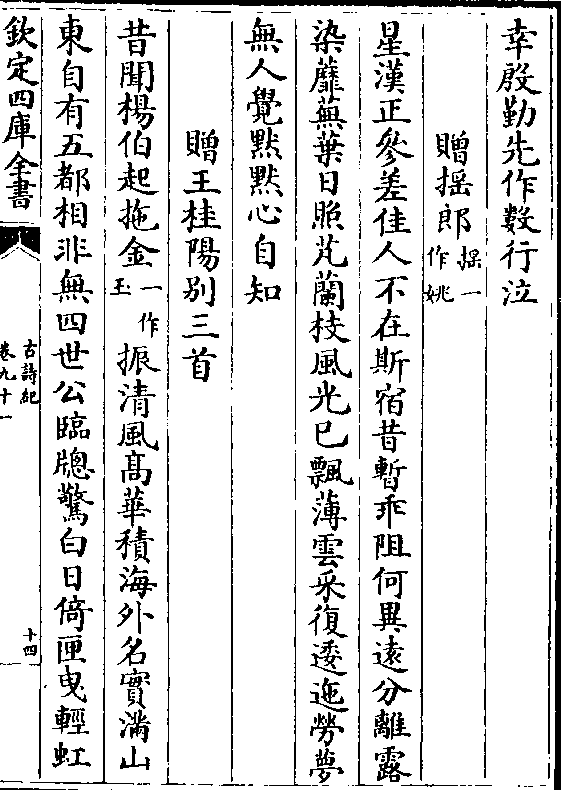 幸殷勤先作數行泣
贈揺郎揺一作姚
星漢正參差佳人不在斯宿昔暫乖阻何異遠分離露
染蘼蕪葉日照芄蘭枝風光已飄薄雲采復逶迤勞夢
無人覺默默心自知
贈王桂陽别三首
昔聞楊伯起拖金一作玉振清風髙華積海外名實滿山
東自有五都相非無四世公臨牎驚白日倚匣曳輕虹
欽定四庫全書
古詩紀
卷九十一
十四